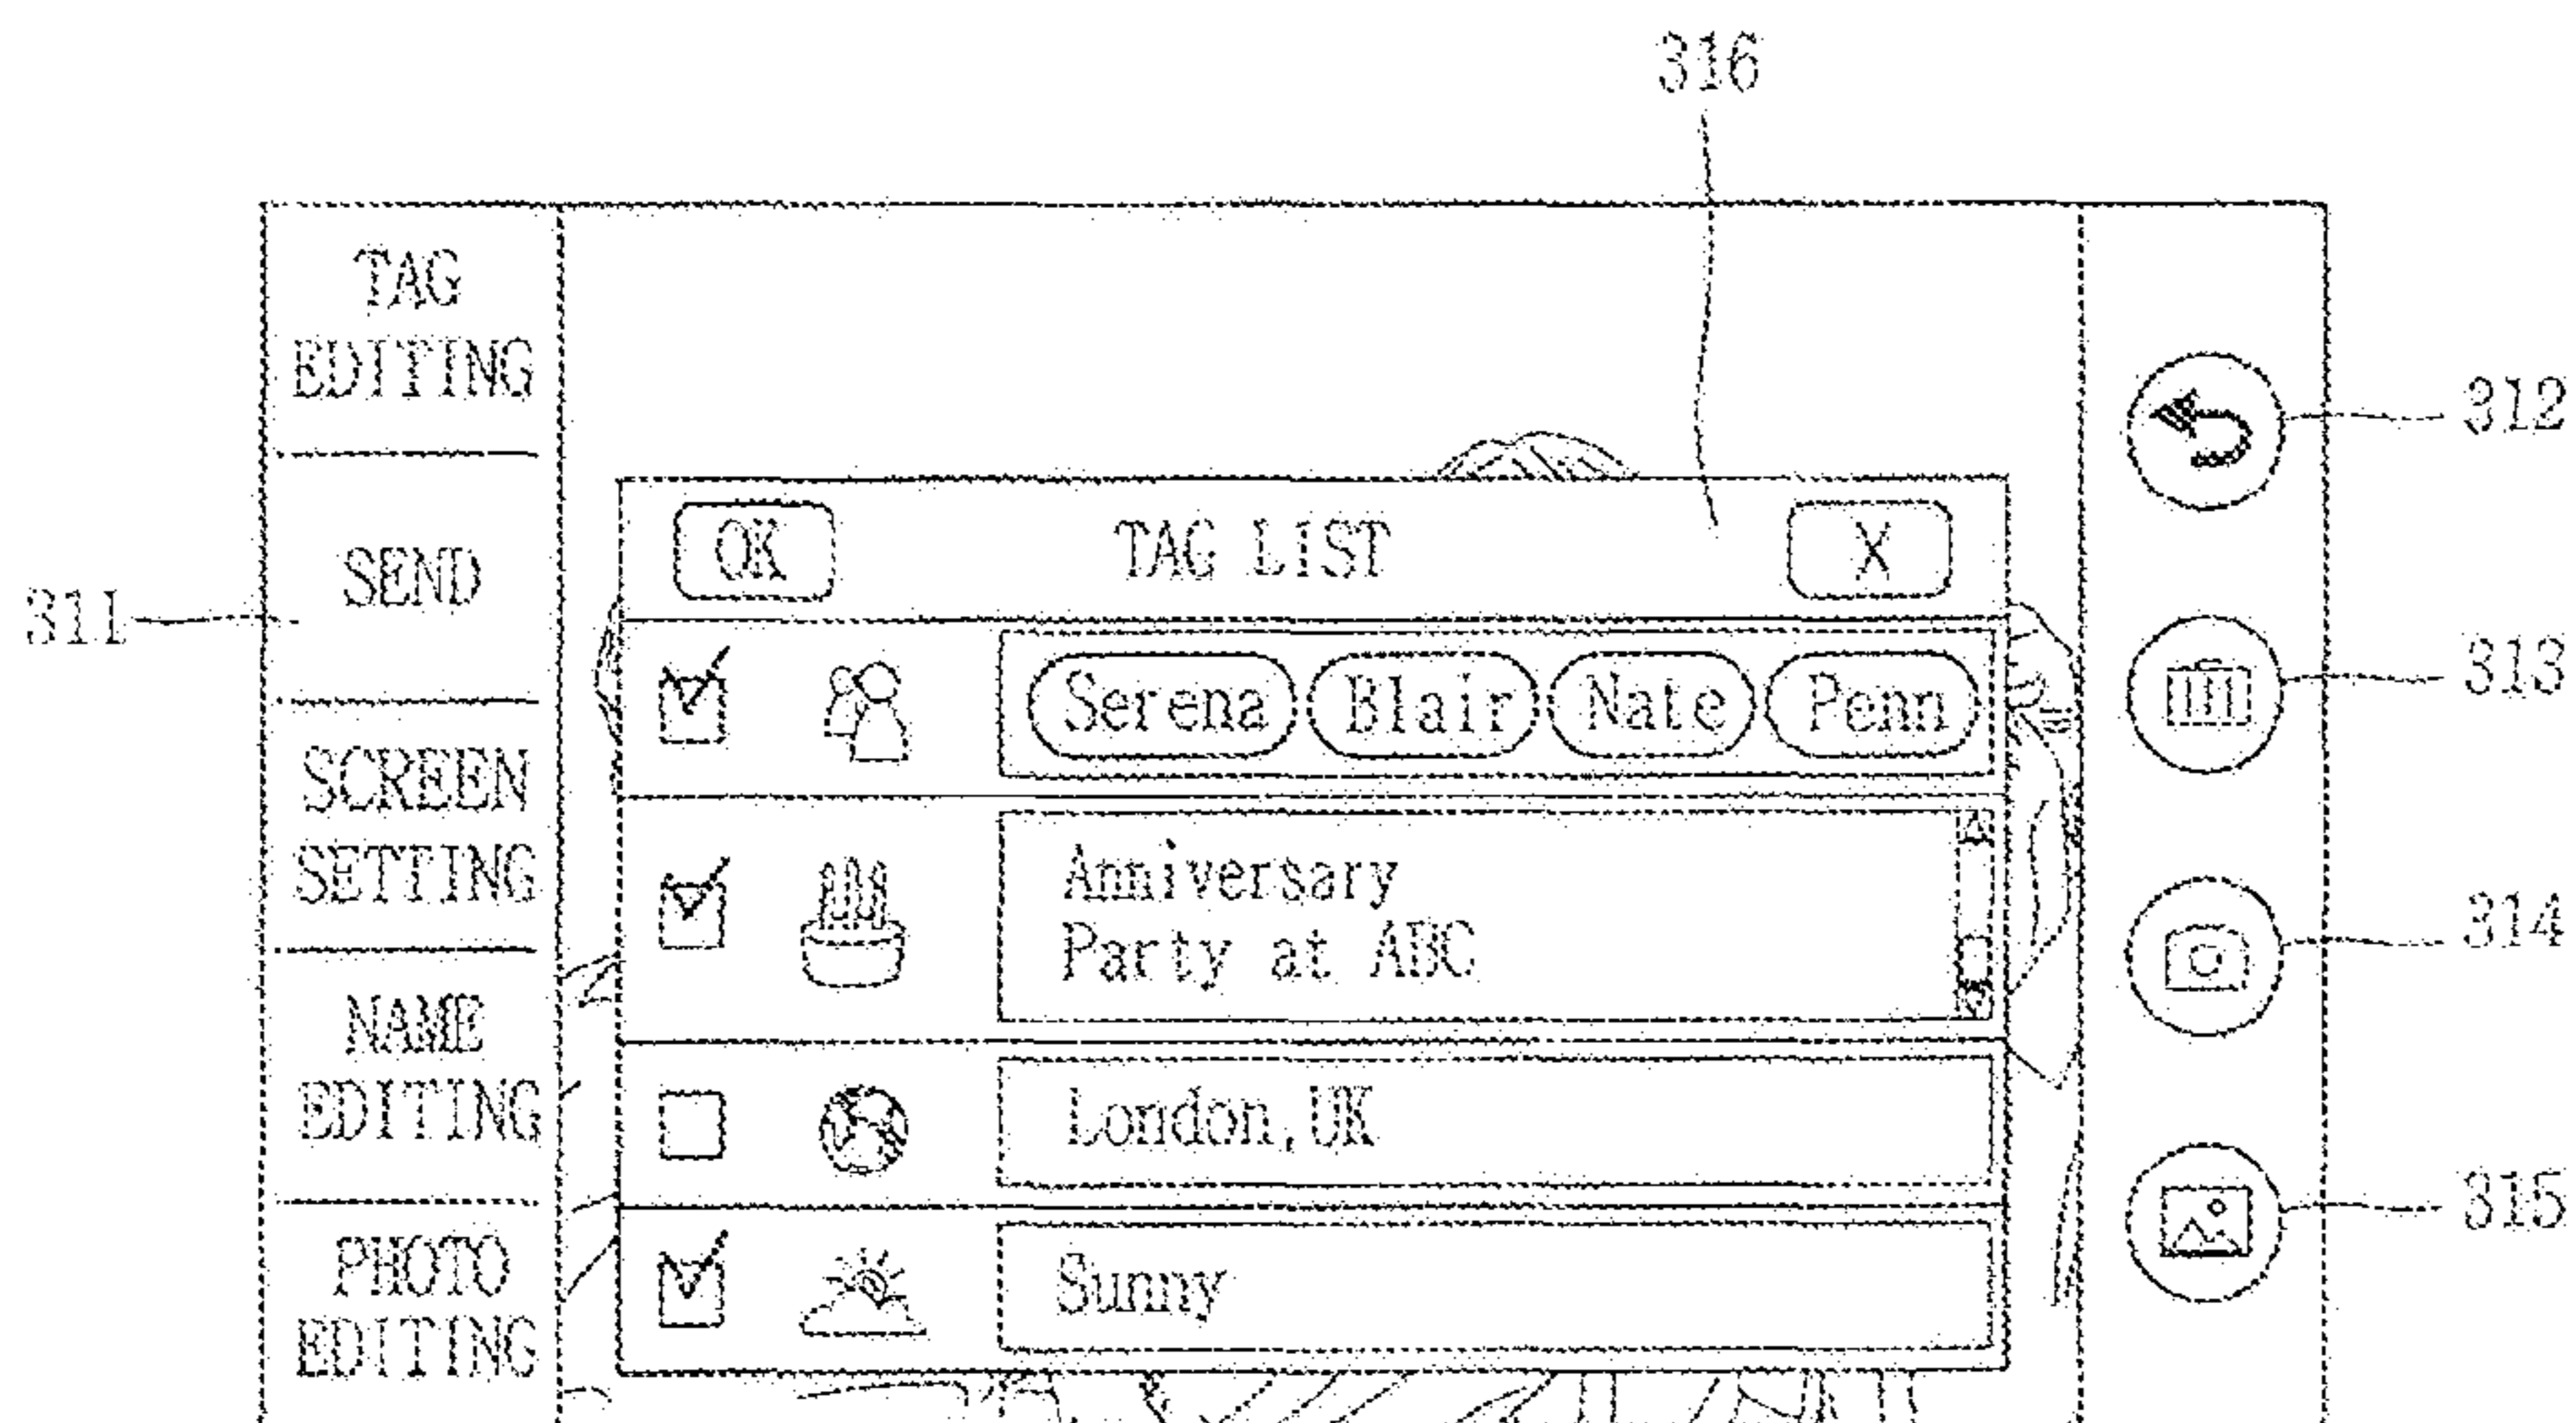 316
TAG
EDITING
SEND
SCREEN
SETTING
NAME
EDITING
PHOTO
EDITING
311
OK TAG LIST X
Serena Blair Nate Penn
Anniversary
Party at ABC
London, UK
Sunny
312
313
314
315